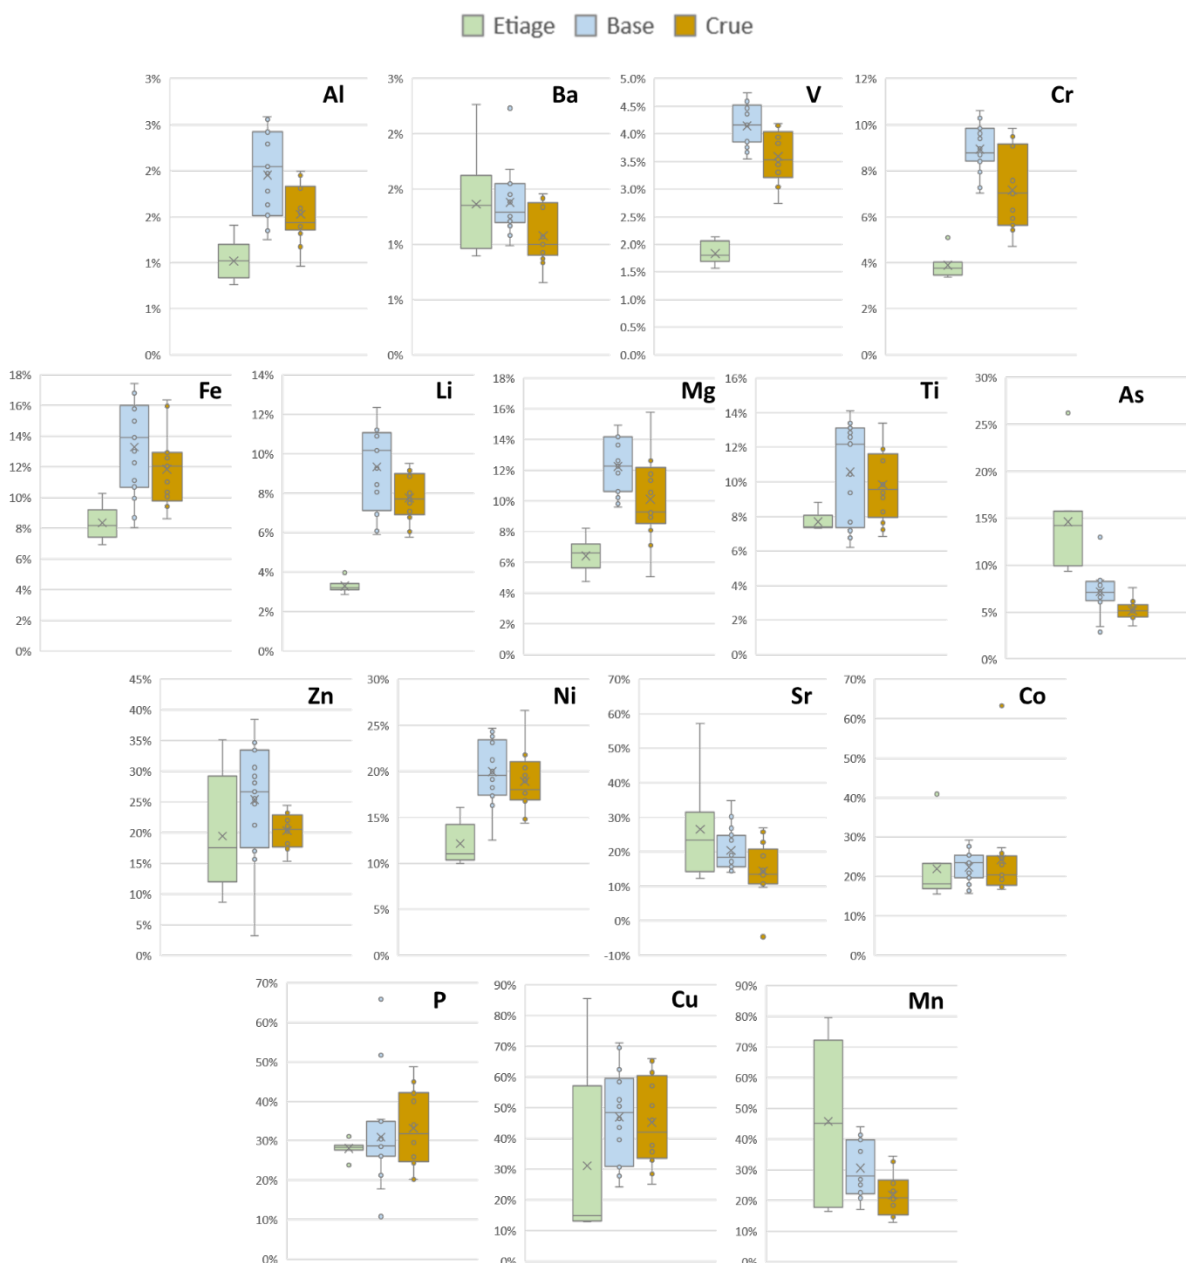 Etiage Base Crue
Al Ba V Cr
3% 3% 5.0% 12%
3% 2% 4.5% 10%
2% 2% 4.0% 8%
2% 1% 3.5% 6%
1% 1% 3.0% 4%
1% 0% 2.5% 2%
0% 2.0% 0%
1.5%
1.0%
0.5%
0.0%
Fe Li Mg Ti As
18% 14% 18% 16% 30%
16% 12% 16% 14% 25%
14% 10% 14% 12% 20%
12% 8% 12% 10% 15%
10% 6% 10% 8% 10%
8% 4% 8% 6% 5%
6% 2% 6% 4% 0%
4% 0% 4% 2%
2% 2% 0%
0% 0%
Zn Ni Sr Co
45% 30% 70% 70%
40% 25% 60% 60%
35% 20% 50% 50%
30% 15% 40% 40%
25% 10% 30% 30%
20% 5% 20% 20%
15% 0% 10% 10%
10% 0% 0%
5% -10%
0%
P Cu Mn
70% 90% 90%
60% 80% 80%
50% 70% 70%
40% 60% 60%
30% 50% 50%
20% 40% 40%
10% 30% 30%
0% 20% 20%
10% 10%
0% 0%